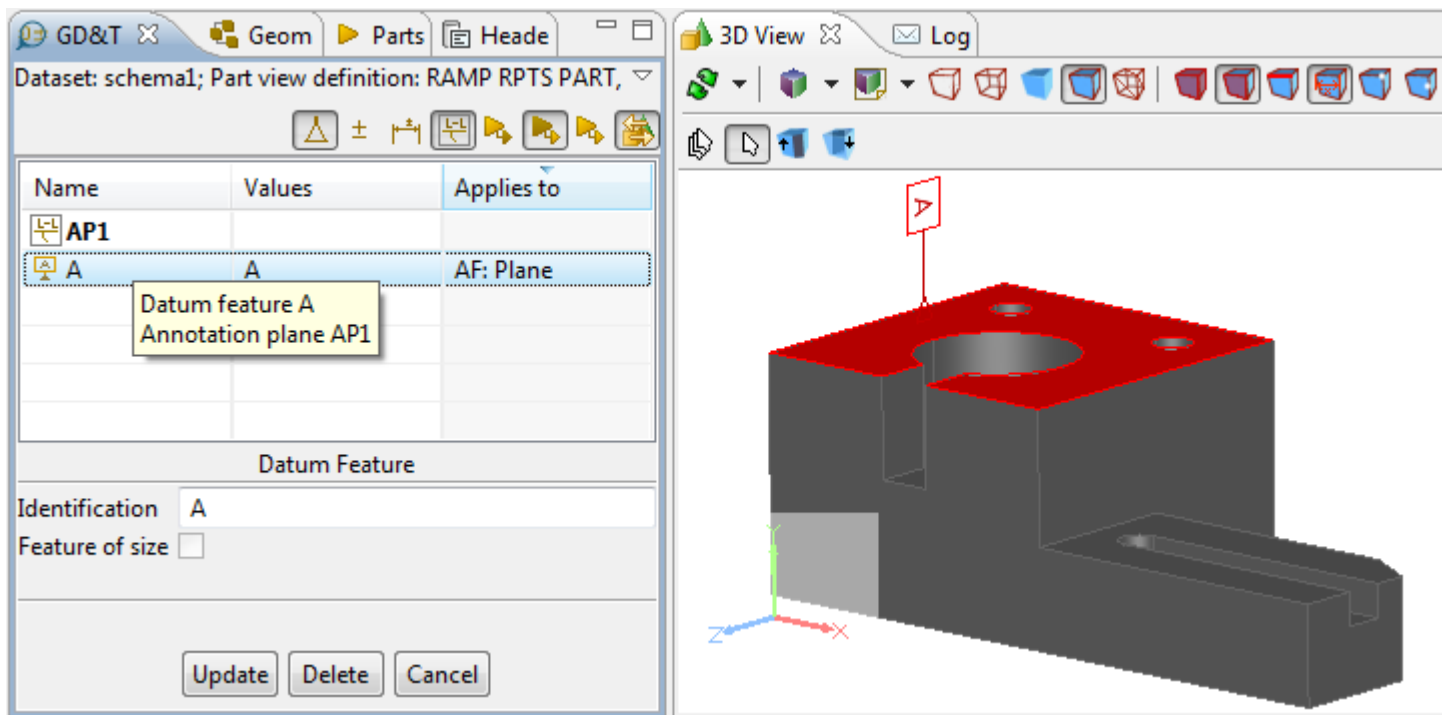 GD&T Geom Parts Heade
Dataset: schema1; Part view definition: RAMP RPTS PART,
Name Values Applies to
AP1
A A AF: Plane
Datum feature A
Annotation plane AP1
Datum Feature
Identification A
Feature of size
Update Delete Cancel
3D View Log
A
Y
Z X